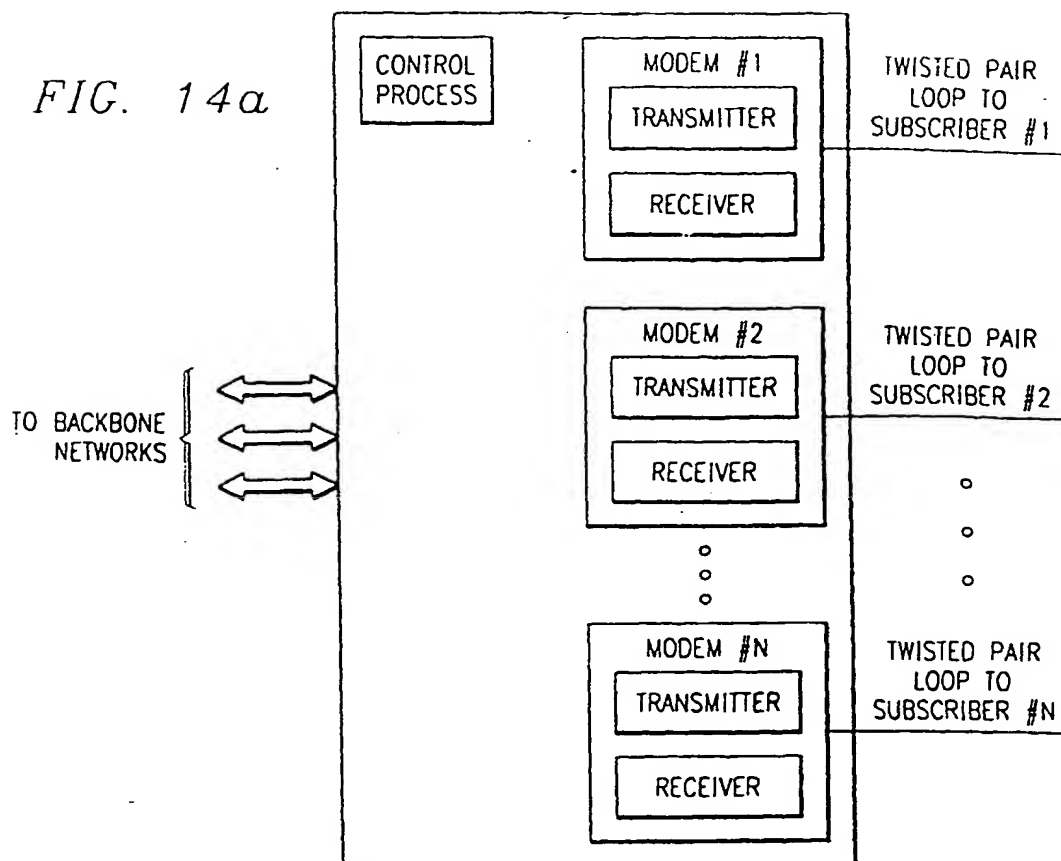 FIG. 14a
CONTROL
PROCESS
MODEM #1
TRANSMITTER
RECEIVER
TWISTED PAIR
LOOP TO
SUBSCRIBER #1
MODEM #2
TRANSMITTER
RECEIVER
TWISTED PAIR
LOOP TO
SUBSCRIBER #2
TO BACKBONE
NETWORKS
MODEM #N
TRANSMITTER
RECEIVER
TWISTED PAIR
LOOP TO
SUBSCRIBER #N